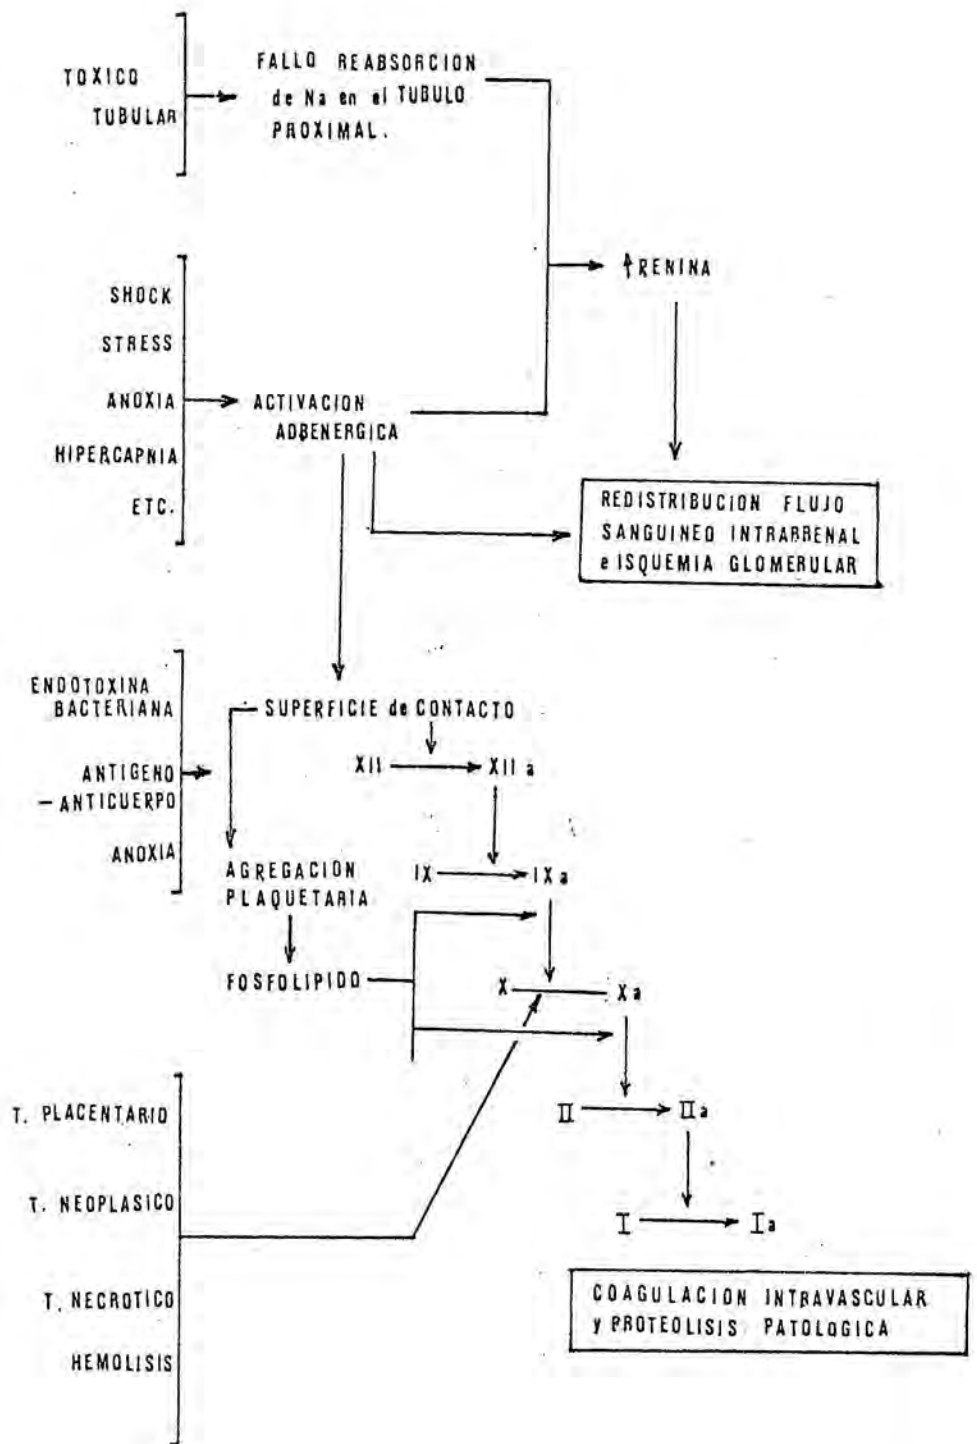 TOXICO
TUBULAR
FALLO REABSORCION
de Na en el TUBULO
PROXIMAL.
SHOCK
STRESS
ANOXIA
HIPERCAPNIA
ETC.
ACTIVACION
ADBENERGICA
↑RENINA
REDISTRIBUCION FLUJO
SANGUINEO INTRARRENAL
e ISQUEMIA GLOMERULAR
ENDOTOXINA
BACTERIANA
ANTIGENO
-ANTICUERPO
ANOXIA
SUPERFICIE de CONTACTO
XII → XII a
AGREGACION
PLAQUETARIA
IX → IX a
FOSFOLIPIDO
X — X a
II → II a
I → I a
T. PLACENTARIO
T. NEOPLASICO
T. NECROTICO
HEMOLISIS
COAGULACION INTRAVASCULAR
y PROTEOLISIS PATOLOGICA